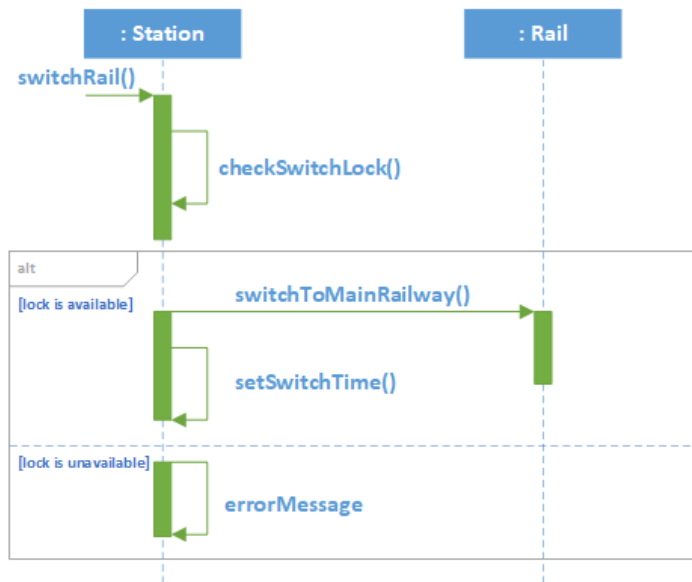 : Station
: Rail
switchRail()
checkSwitchLock()
alt
[lock is available]
switchToMainRailway()
setSwitchTime()
[lock is unavailable]
errorMessage